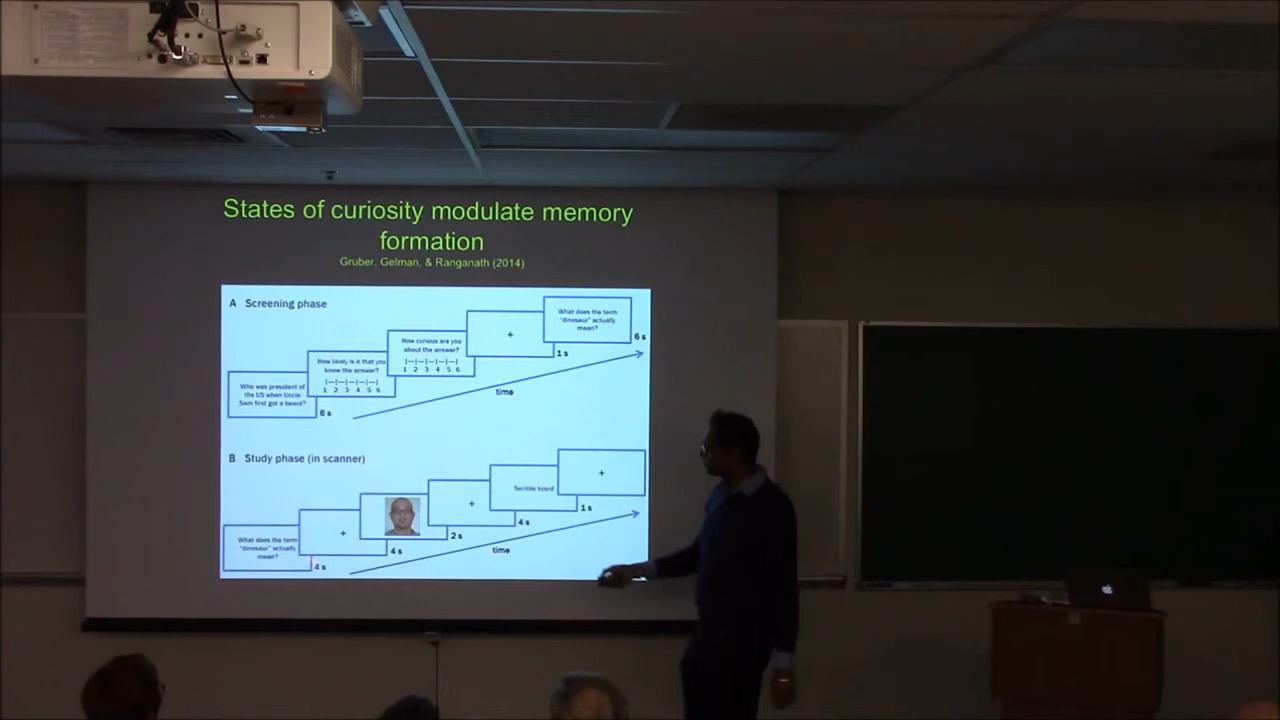 States of curiosity modulate memory
formation
Gruber, Gelman, & Ranganath (2014)
A Screening phase
Who was president of
the US when Uncle
Sam first got a beard?
6 s
How likely is it that you
know the answer?
1 2 3 4 5 6
How curious are you
about the answer?
1 2 3 4 5 6
+
1 s
What does the term
"dinosaur" actually
mean?
6 s
time
B Study phase (in scanner)
What does the term
"dinosaur" actually
mean?
4 s
+
4 s
2 s
+
4 s
Terrible lizard
1 s
+
time